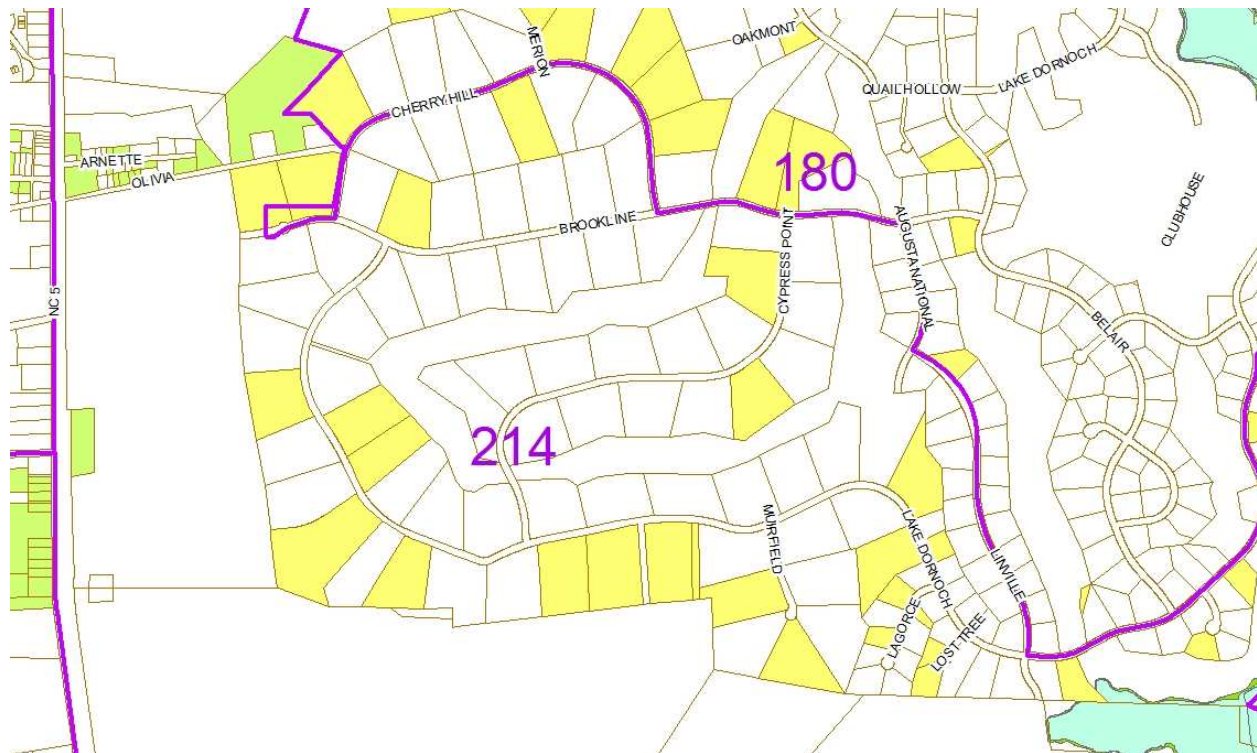 MERION
OAKMONT
CHERRY HILL
QUAIL HOLLOW
LAKE DORNOCH
ARNETTE
OLIVIA
180
BROOKLINE
CYPRESS POINT
AUGUSTA NATIONAL
CLUBHOUSE
NC 5
BELAIR
214
MUIRFIELD
LAKE DORNOCH
LINVILLE
LAGORCE
LOST TREE